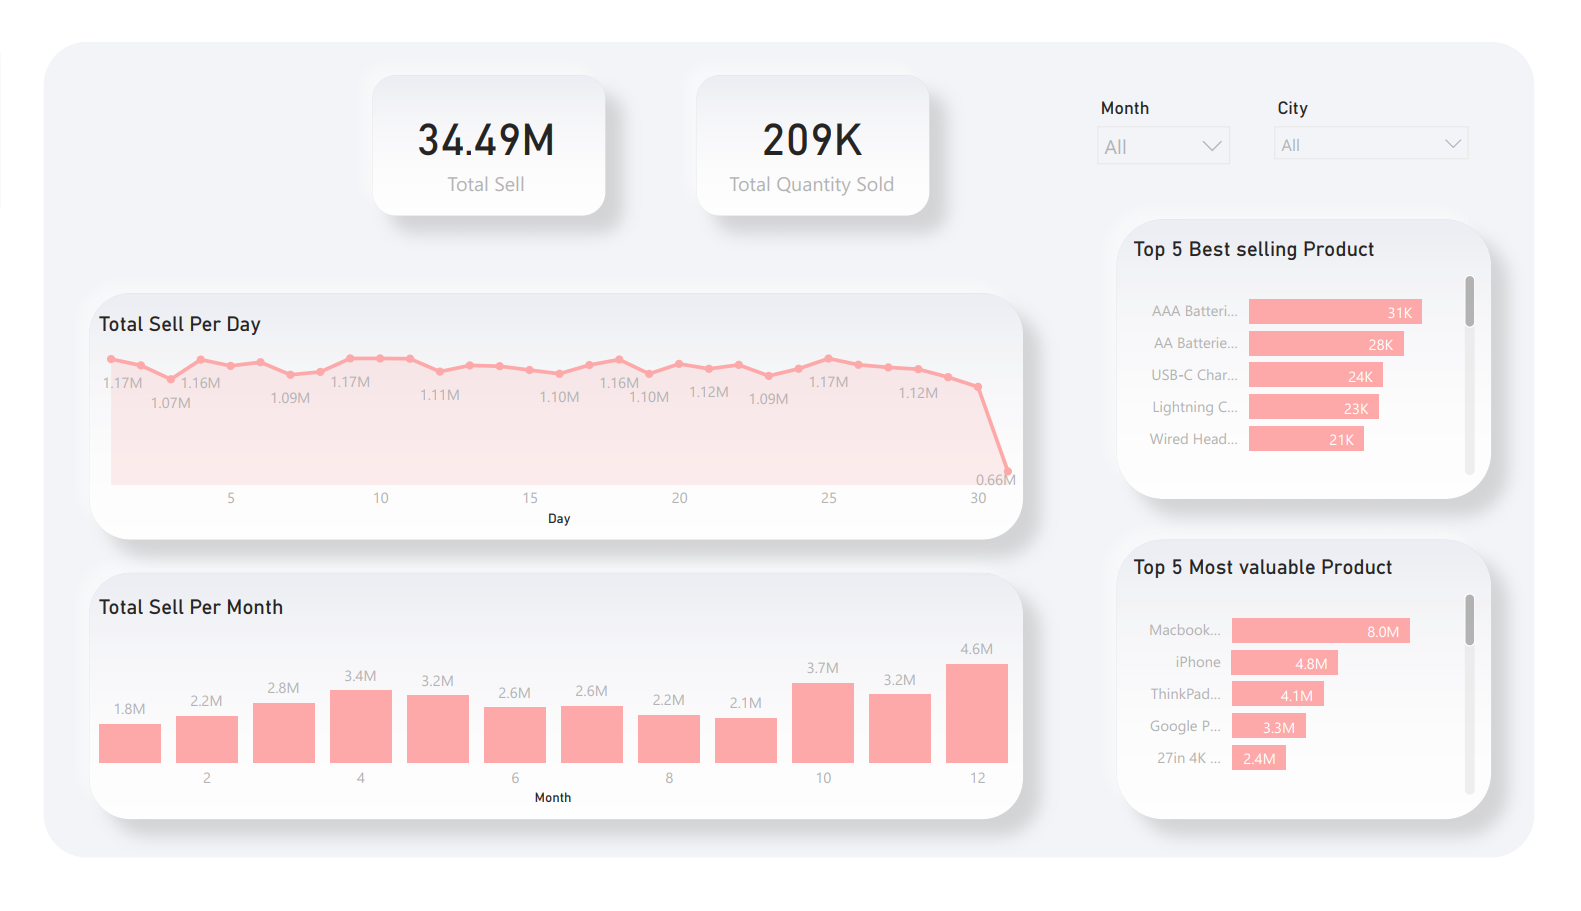 34.49M
Total Sell
209K
Total Quantity Sold
Month
All
City
All
Total Sell Per Day
1.17M
1.07M
1.16M
1.09M
1.17M
1.11M
1.10M
1.16M
1.10M
1.12M
1.09M
1.17M
1.12M
0.66M
5 10 15 20 25 30
Day
Total Sell Per Month
1.8M 2.2M 2.8M 3.4M 3.2M 2.6M 2.6M 2.2M 2.1M 3.7M 3.2M 4.6M
2 4 6 8 10 12
Month
Top 5 Best selling Product
AAA Batteri... 31K
AA Batterie... 28K
USB-C Char... 24K
Lightning C... 23K
Wired Head... 21K
Top 5 Most valuable Product
Macbook... 8.0M
iPhone 4.8M
ThinkPad... 4.1M
Google P... 3.3M
27in 4K ... 2.4M